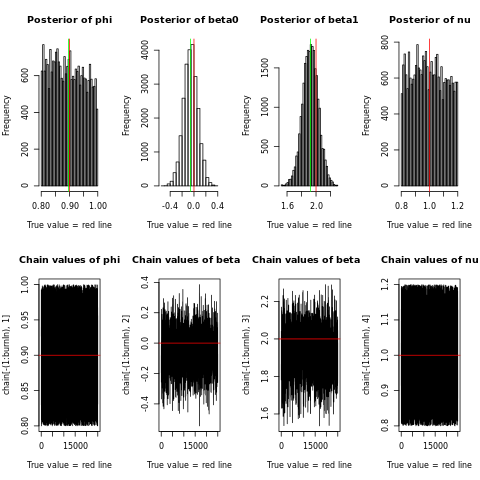 Posterior of phi
Frequency
0 200 400 600
0.80 0.90 1.00
True value = red line
Posterior of beta0
Frequency
0 1000 2000 3000 4000
-0.4 0.0 0.4
True value = red line
Posterior of beta1
Frequency
0 500 1000 1500
1.6 2.0
True value = red line
Posterior of nu
Frequency
0 200 400 600 800
0.8 1.0 1.2
True value = red line
Chain values of phi
chain[-(1:burnIn), 1]
0.80 0.85 0.90 0.95 1.00
0 15000
True value = red line
Chain values of beta
chain[-(1:burnIn), 2]
-0.4 -0.2 0.0 0.2 0.4
0 15000
True value = red line
Chain values of beta
chain[-(1:burnIn), 3]
1.6 1.8 2.0 2.2
0 15000
True value = red line
Chain values of nu
chain[-(1:burnIn), 4]
0.8 0.9 1.0 1.1 1.2
0 15000
True value = red line